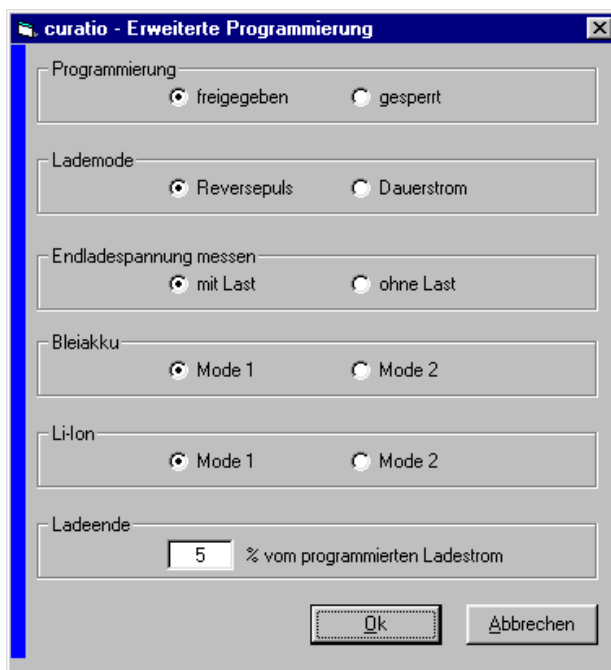 curatio - Erweiterte Programmierung
Programmierung
freigegeben gesperrt
Lademode
Reversepuls Dauerstrom
Endladespannung messen
mit Last ohne Last
Bleiakku
Mode 1 Mode 2
Li-Ion
Mode 1 Mode 2
Ladeende
5 % vom programmierten Ladestrom
Ok Abbrechen